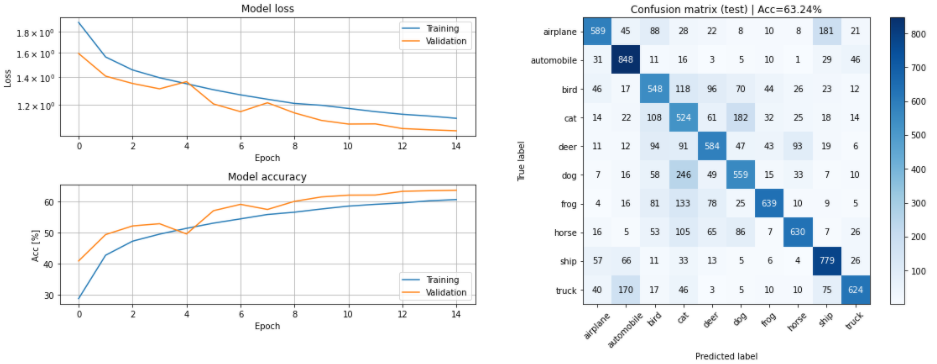 Model loss
1.8 × 10⁰
1.6 × 10⁰
1.4 × 10⁰
1.2 × 10⁰
Loss
Training
Validation
0 2 4 6 8 10 12 14
Epoch
Model accuracy
60
50
40
30
Acc [%]
Training
Validation
0 2 4 6 8 10 12 14
Epoch
Confusion matrix (test) | Acc=63.24%
True label
airplane 589 45 88 28 22 8 10 8 181 21
automobile 31 848 11 16 3 5 10 1 29 46
bird 46 17 548 118 96 70 44 26 23 12
cat 14 22 108 524 61 182 32 25 18 14
deer 11 12 94 91 584 47 43 93 19 6
dog 7 16 58 246 49 559 15 33 7 10
frog 4 16 81 133 78 25 639 10 9 5
horse 16 5 53 105 65 86 7 630 7 26
ship 57 66 11 33 13 5 6 4 779 26
truck 40 170 17 46 3 5 10 10 75 624
airplane automobile bird cat deer dog frog horse ship truck
Predicted label
800
700
600
500
400
300
200
100